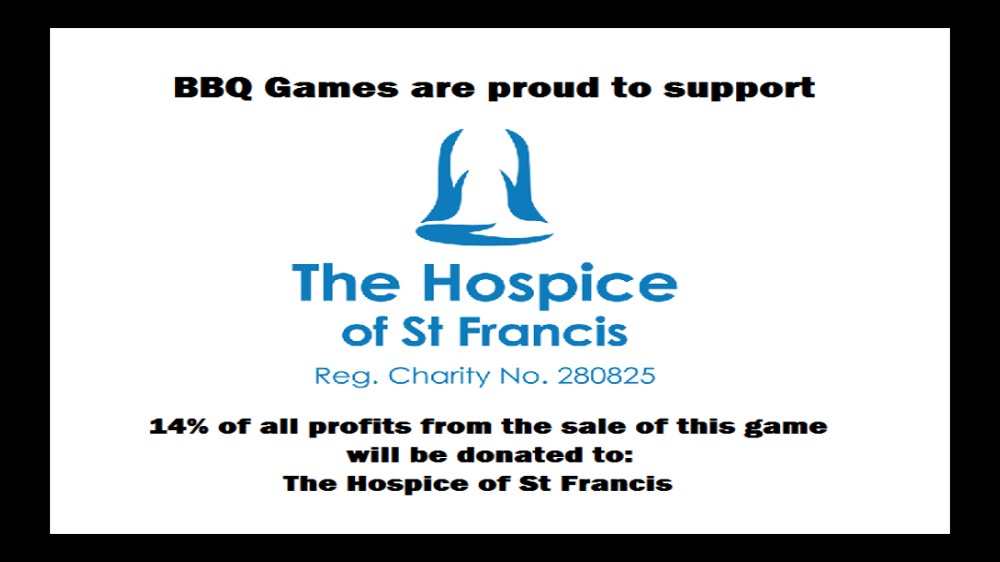 BBQ Games are proud to support
The Hospice
of St Francis
Reg. Charity No. 280825
14% of all profits from the sale of this game
will be donated to:
The Hospice of St Francis